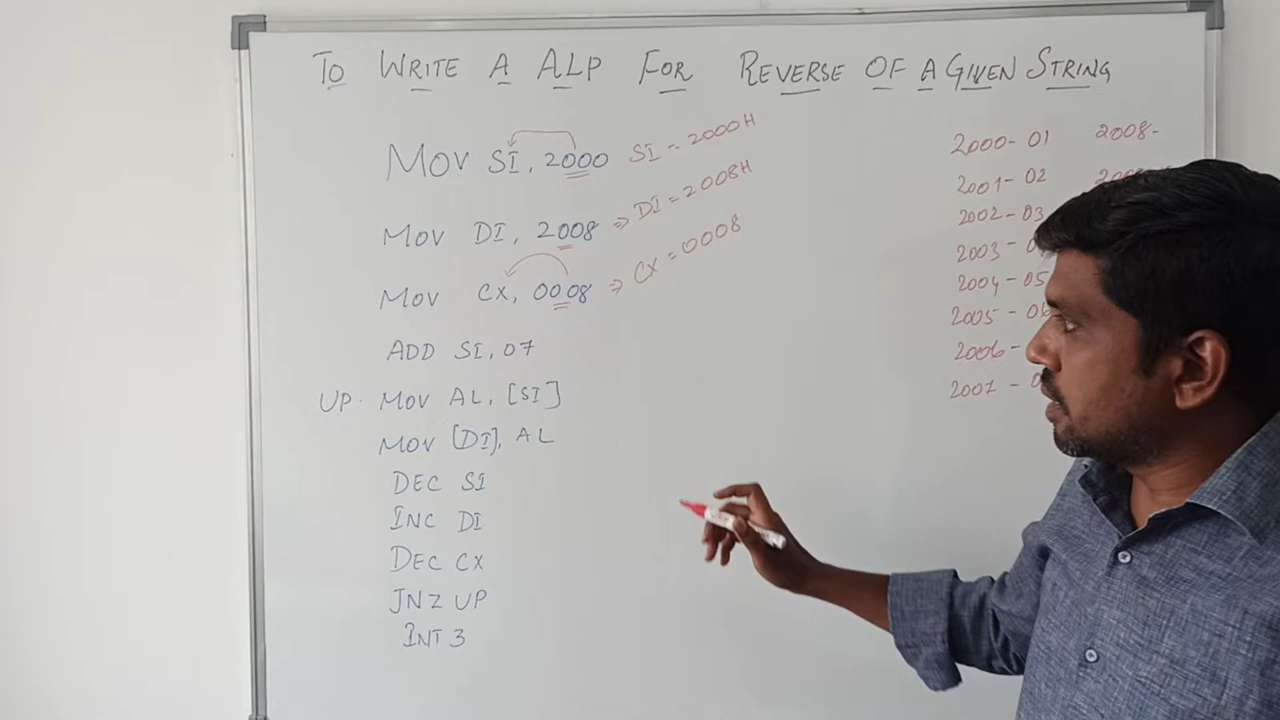 TO WRITE A ALP FOR REVERSE OF A GIVEN STRING
MOV SI, 2000 SI - 2000H
MOV DI, 2008 ⇒ DI = 2008H
MOV CX, 0008 ⇒ CX = 0008
ADD SI, 07
UP. MOV AL, [SI]
MOV [DI], AL
DEC SI
INC DI
DEC CX
JNZ UP
INT 3
2000 - 01
2001 - 02
2002 - 03
2003 -
2004 - 05
2005 - 06
2006 -
2007 -
2008 -